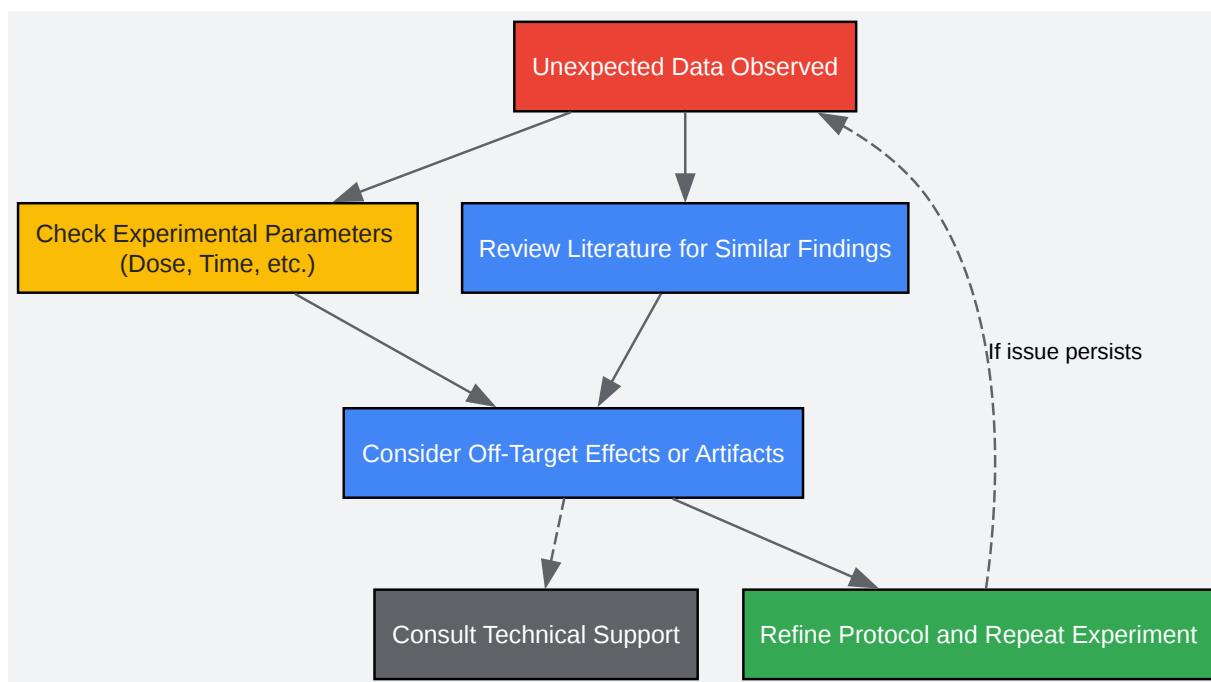 Unexpected Data Observed
Check Experimental Parameters
(Dose, Time, etc.)
Review Literature for Similar Findings
If issue persists
Consider Off-Target Effects or Artifacts
Consult Technical Support
Refine Protocol and Repeat Experiment